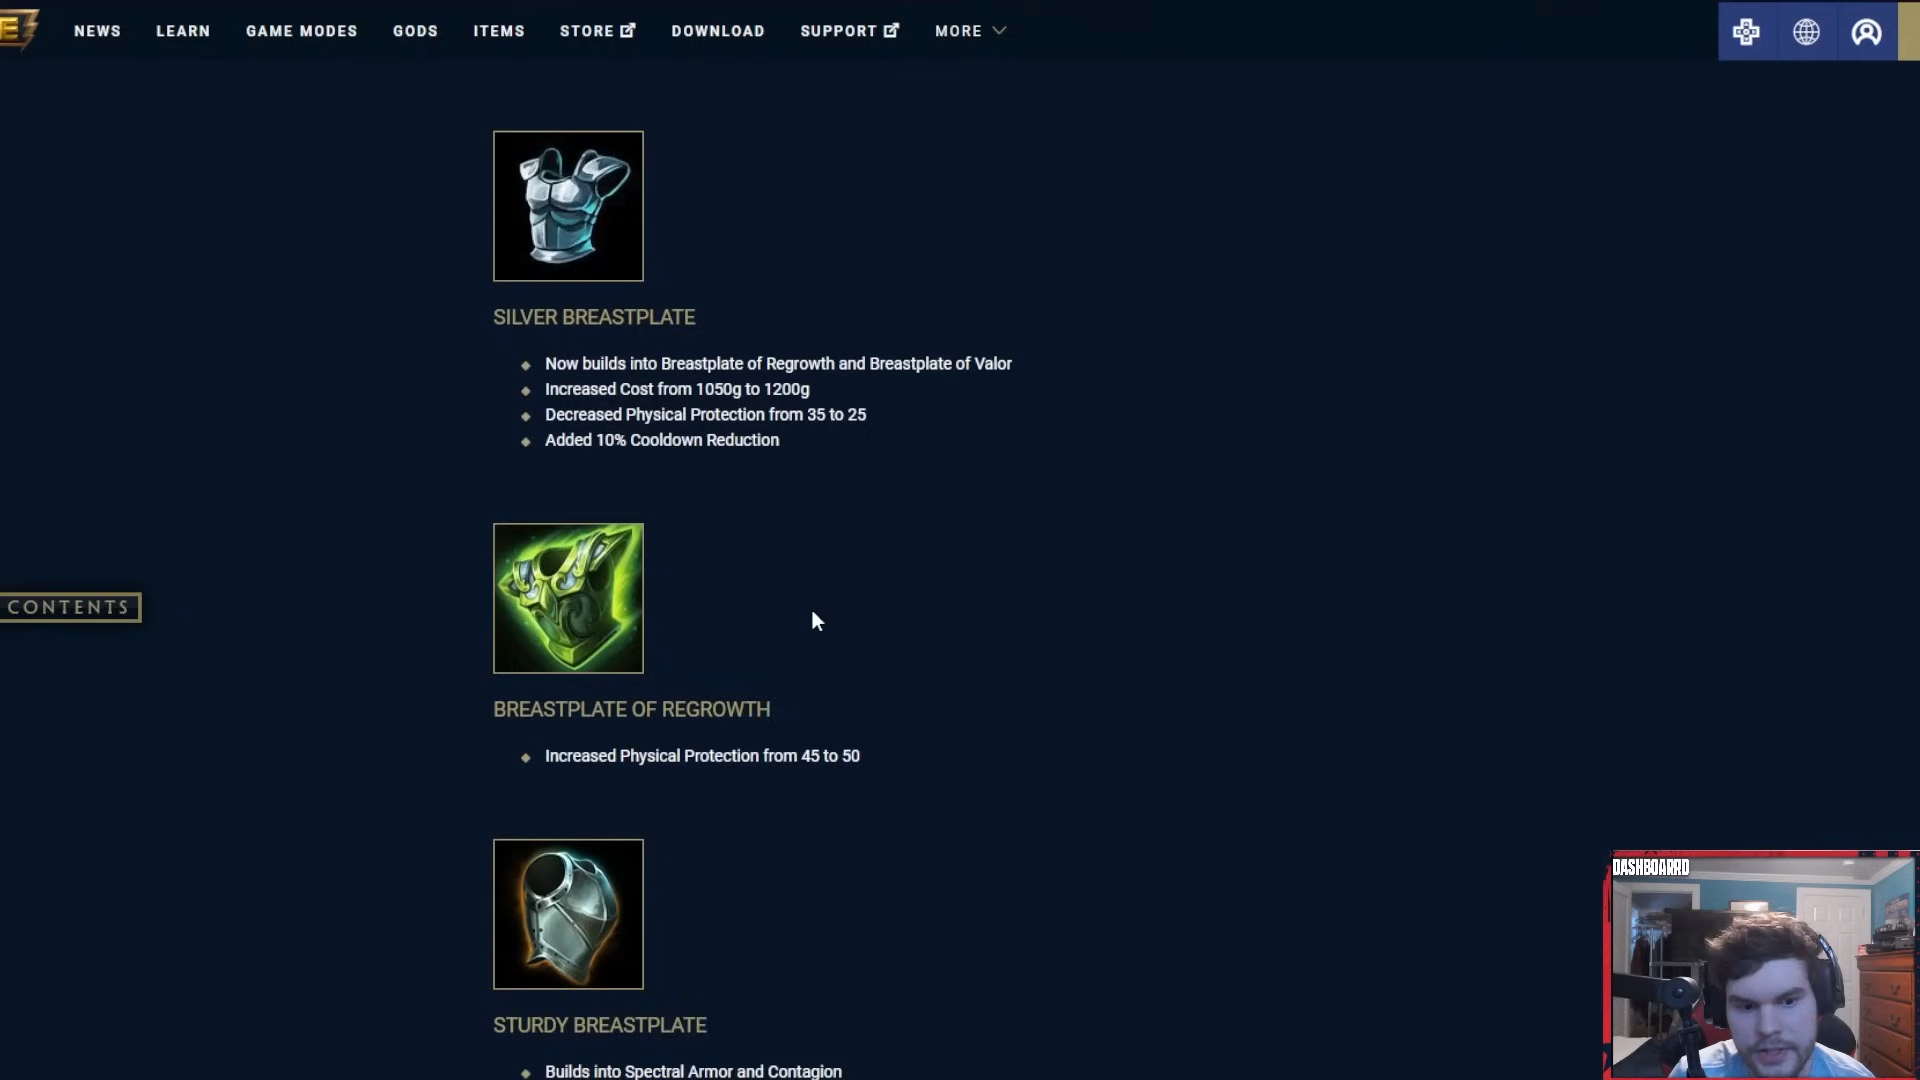 E
NEWS LEARN GAME MODES GODS ITEMS STORE DOWNLOAD SUPPORT MORE
SILVER BREASTPLATE
Now builds into Breastplate of Regrowth and Breastplate of Valor
Increased Cost from 1050g to 1200g
Decreased Physical Protection from 35 to 25
Added 10% Cooldown Reduction
CONTENTS
BREASTPLATE OF REGROWTH
Increased Physical Protection from 45 to 50
DASHBOARRD
STURDY BREASTPLATE
Builds into Spectral Armor and Contagion